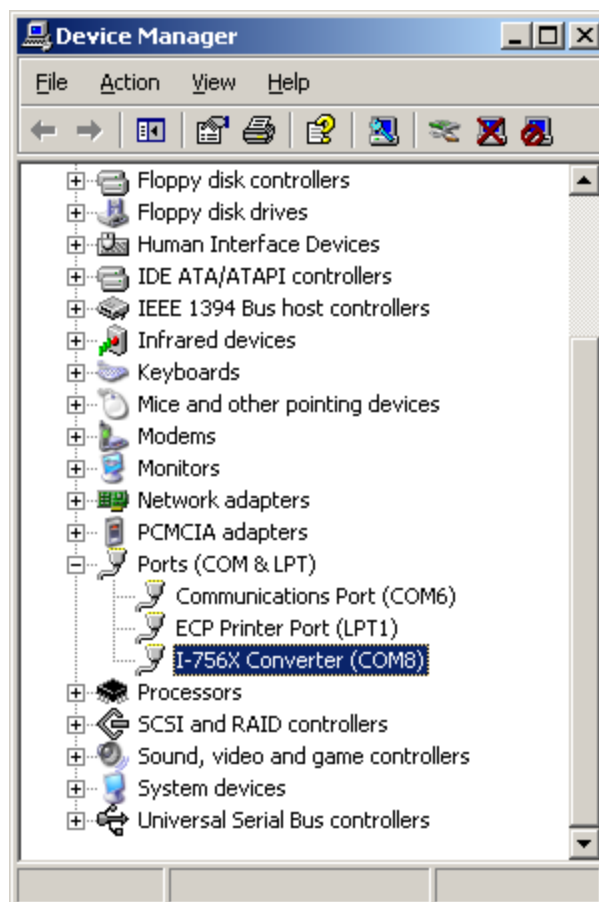 Device Manager
File Action View Help
Floppy disk controllers
Floppy disk drives
Human Interface Devices
IDE ATA/ATAPI controllers
IEEE 1394 Bus host controllers
Infrared devices
Keyboards
Mice and other pointing devices
Modems
Monitors
Network adapters
PCMCIA adapters
Ports (COM & LPT)
Communications Port (COM6)
ECP Printer Port (LPT1)
I-756X Converter (COM8)
Processors
SCSI and RAID controllers
Sound, video and game controllers
System devices
Universal Serial Bus controllers